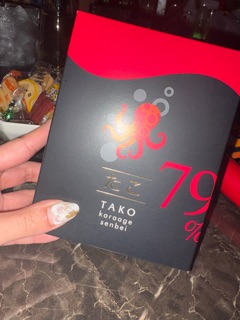 たこ
TAKO
karaage
senbei
79
%